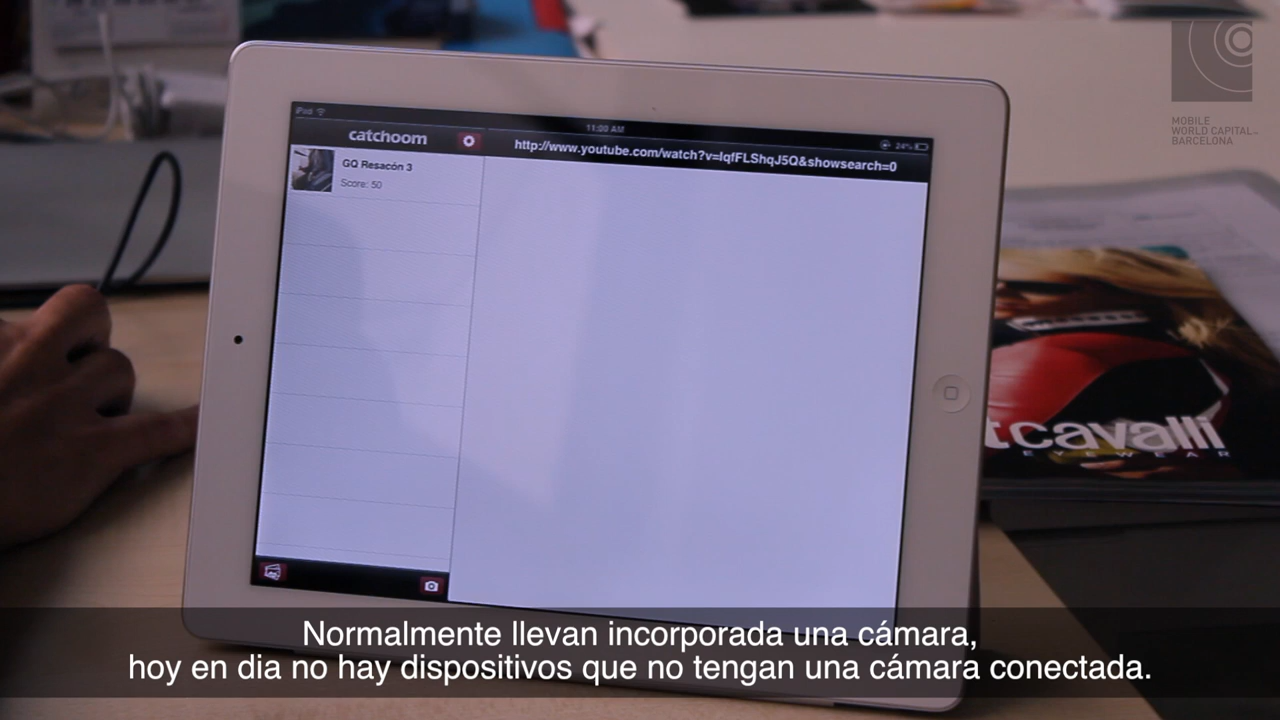 MOBILE
WORLD CAPITAL
BARCELONA
iPad
11:00 AM
24%
catchoom
http://www.youtube.com/watch?v=IqfFLShqJ5Q&showsearch=0
GQ Resacón 3
Score: 50
tcavalli
EYEWEAR
Normalmente llevan incorporada una cámara,
hoy en dia no hay dispositivos que no tengan una cámara conectada.